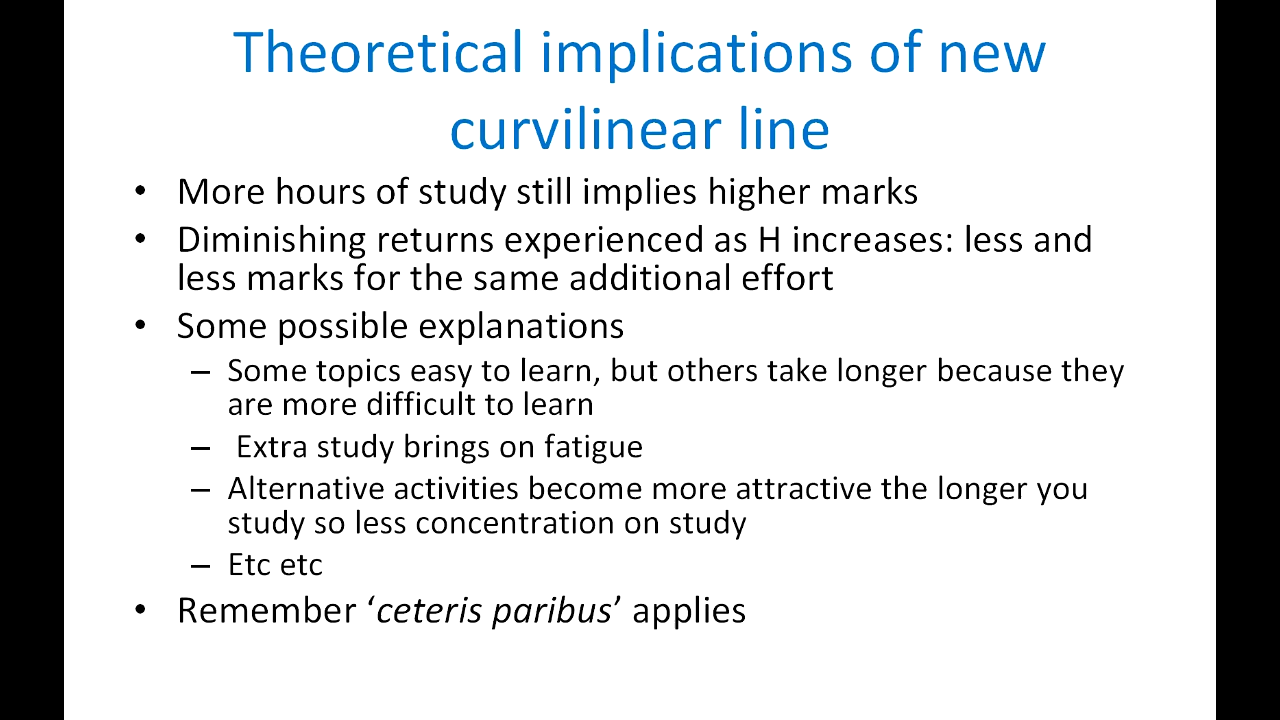 Theoretical implications of new
curvilinear line
• More hours of study still implies higher marks
• Diminishing returns experienced as H increases: less and
less marks for the same additional effort
• Some possible explanations
– Some topics easy to learn, but others take longer because they
are more difficult to learn
– Extra study brings on fatigue
– Alternative activities become more attractive the longer you
study so less concentration on study
– Etc etc
• Remember ‘ceteris paribus’ applies